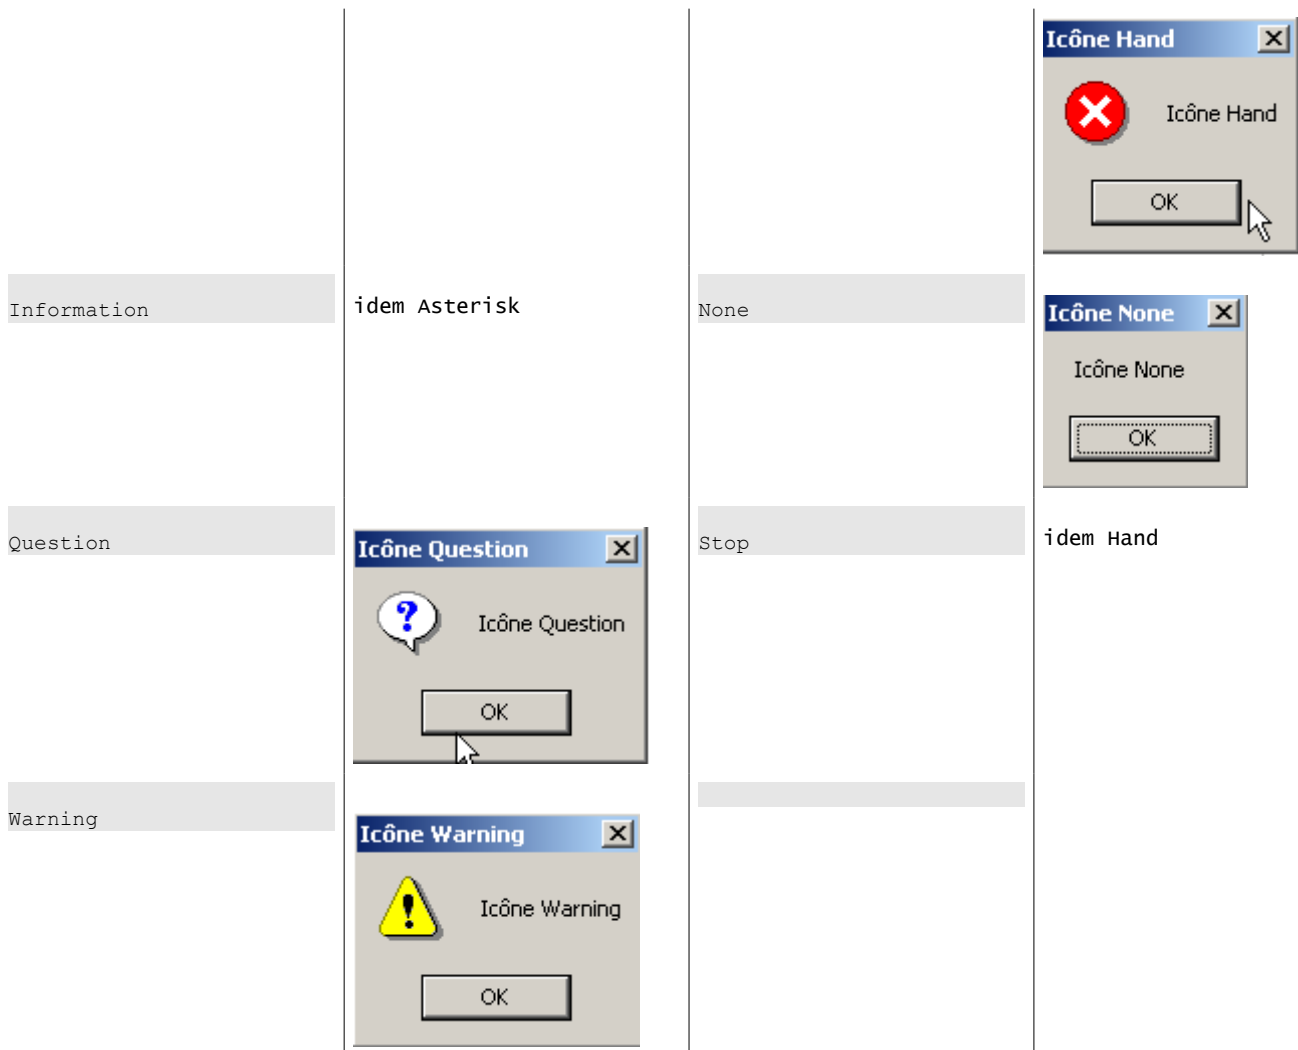 Icône Hand
Icône Hand
OK
Information
idem Asterisk
None
Icône None
Icône None
OK
Question
Icône Question
Icône Question
OK
Stop
idem Hand
Warning
Icône Warning
Icône Warning
OK